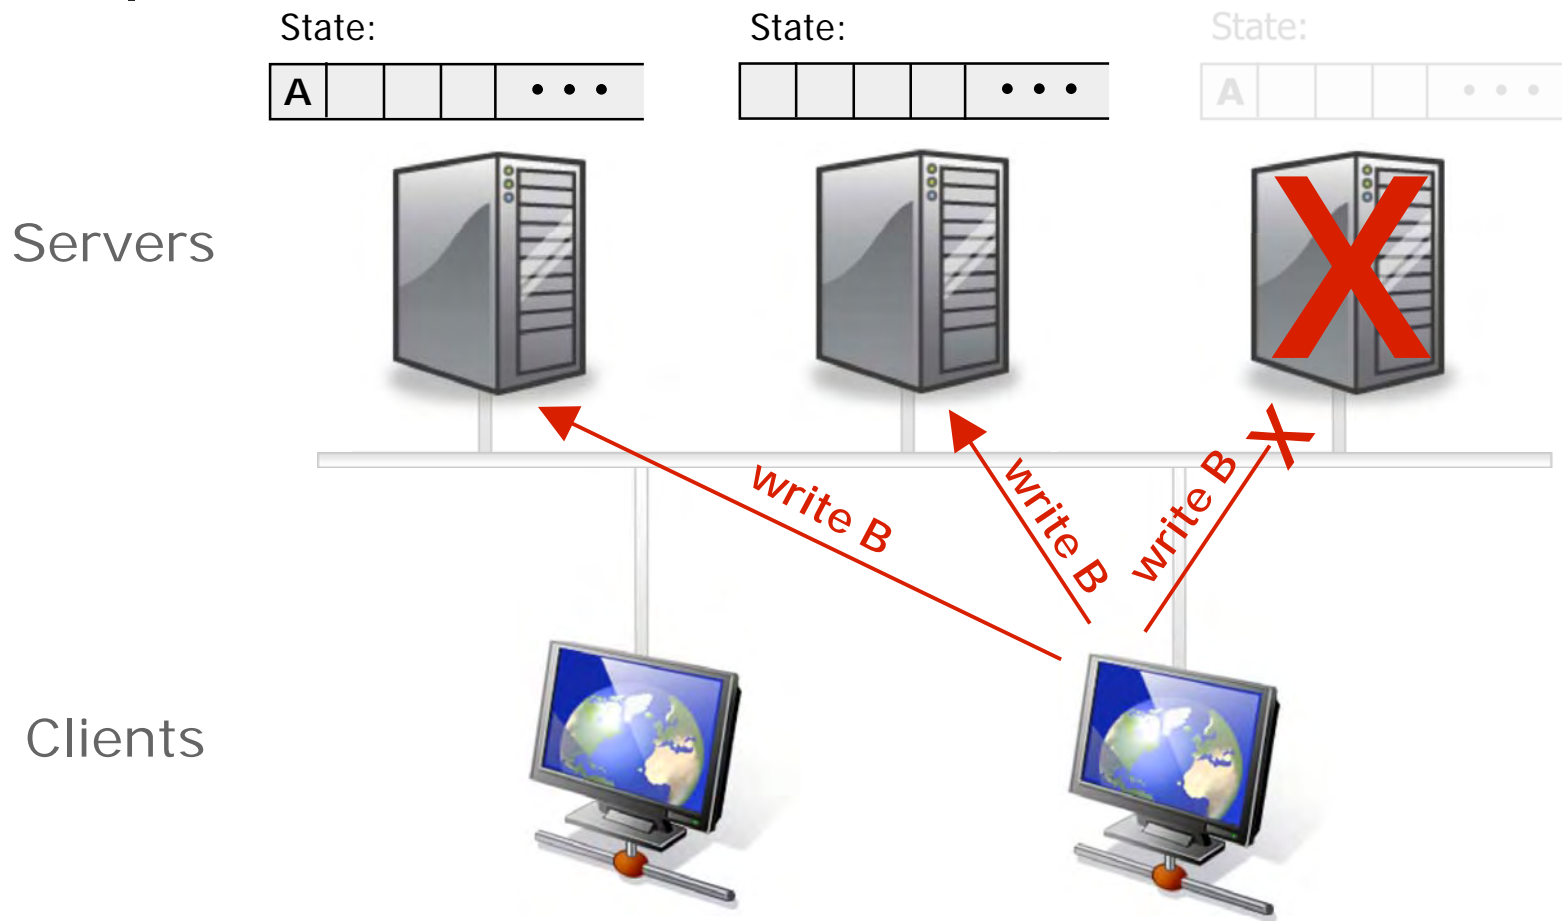 State:
State:
State:
A
• • •
• • •
A
• • •
Servers
X
X
write B
write B
write B
Clients